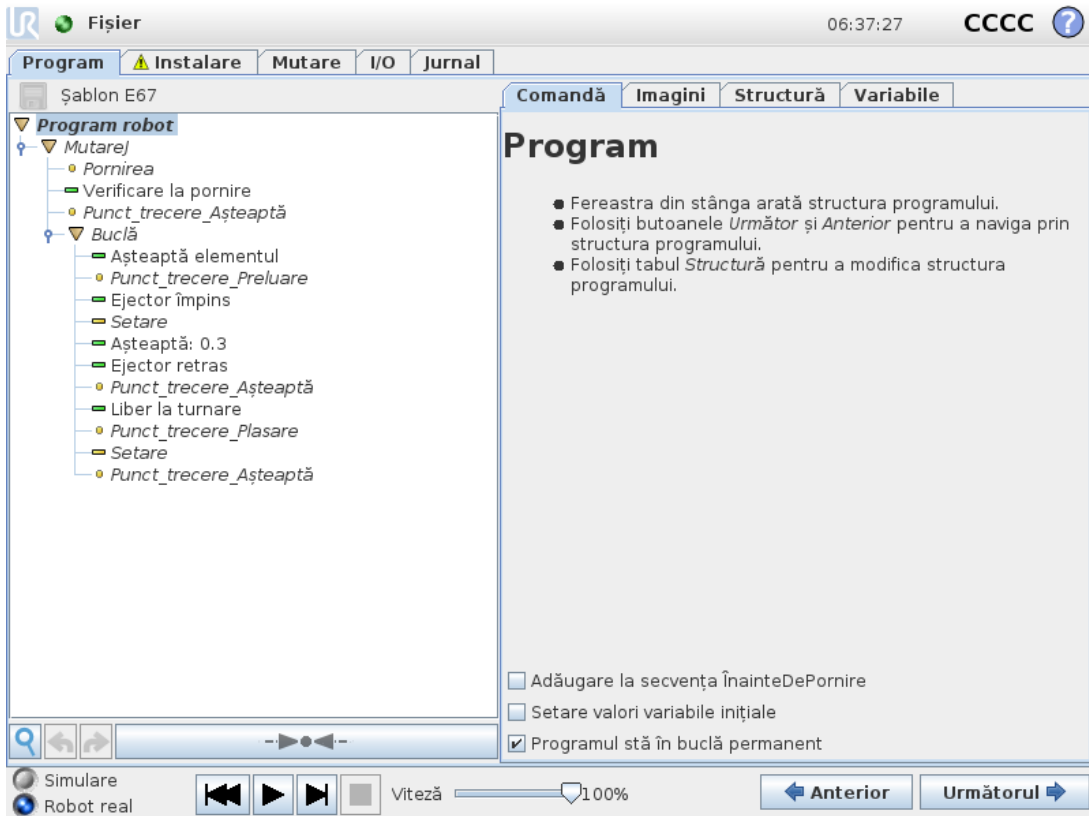 UR Fișier 06:37:27 CCCC ?
Program Instalare Mutare I/O Jurnal
Șablon E67
Program robot
MutareJ
Pornirea
Verificare la pornire
Punct_trecere_Așteaptă
Buclă
Așteaptă elementul
Punct_trecere_Preluare
Ejector împins
Setare
Așteaptă: 0.3
Ejector retras
Punct_trecere_Așteaptă
Liber la turnare
Punct_trecere_Plasare
Setare
Punct_trecere_Așteaptă
Comandă Imagini Structură Variabile
Program
Fereastra din stânga arată structura programului.
Folosiți butoanele Următor și Anterior pentru a naviga prin
structura programului.
Folosiți tabul Structură pentru a modifica structura
programului.
Adăugare la secvența ÎnainteDePornire
Setare valori variabile inițiale
Programul stă în buclă permanent
Simulare
Robot real
Viteză 100%
Anterior Următorul